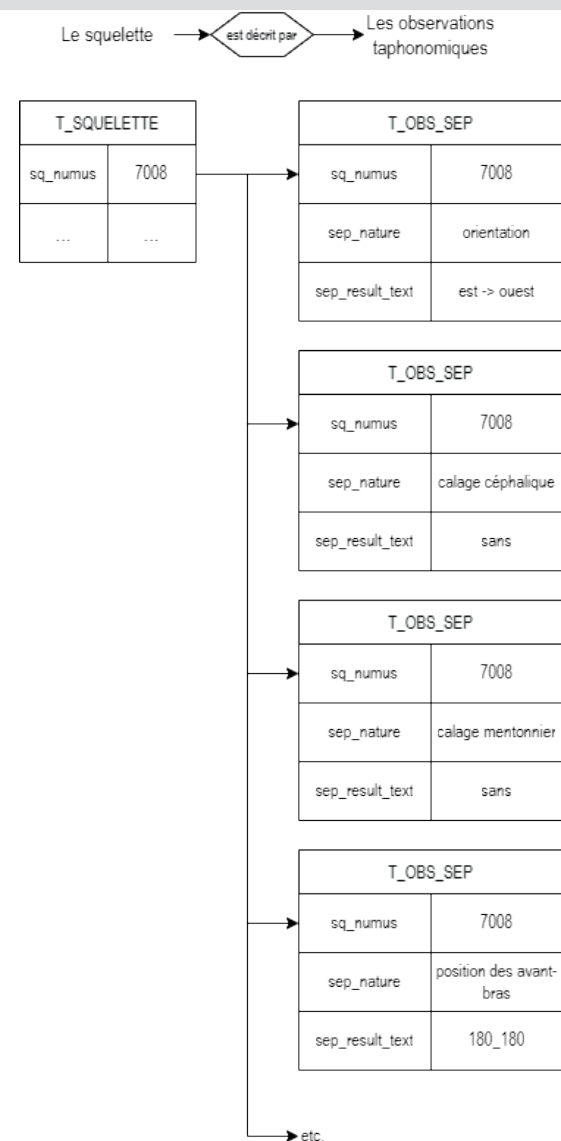 Le squelette
est décrit par
Les observations
taphonomiques
T_SQUELETTE
sq_numus 7008
... ...
T_OBS_SEP
sq_numus 7008
sep_nature orientation
sep_result_text est -> ouest
T_OBS_SEP
sq_numus 7008
sep_nature calage céphalique
sep_result_text sans
T_OBS_SEP
sq_numus 7008
sep_nature calage mentonnier
sep_result_text sans
T_OBS_SEP
sq_numus 7008
sep_nature position des avant-
bras
sep_result_text 180_180
etc.